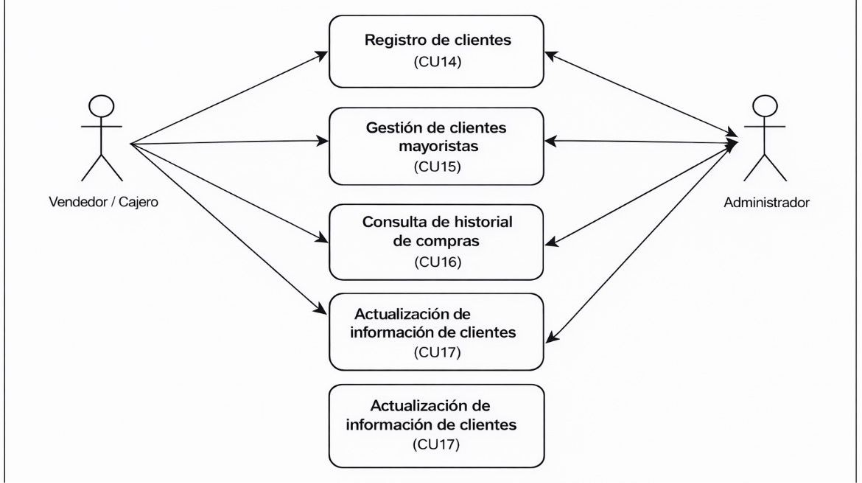 Registro de clientes
(CU14)
Gestión de clientes
mayoristas
(CU15)
Vendedor / Cajero
Administrador
Consulta de historial
de compras
(CU16)
Actualización de
información de clientes
(CU17)
Actualización de
información de clientes
(CU17)